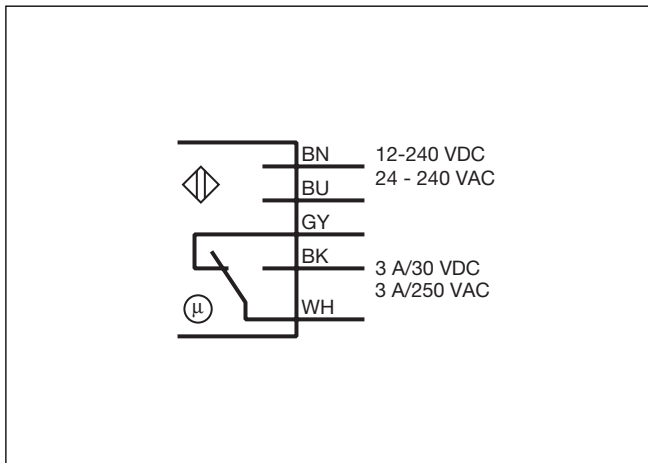 BN 12-240 VDC
BU 24 - 240 VAC
GY
BK 3 A/30 VDC
3 A/250 VAC
WH
µ